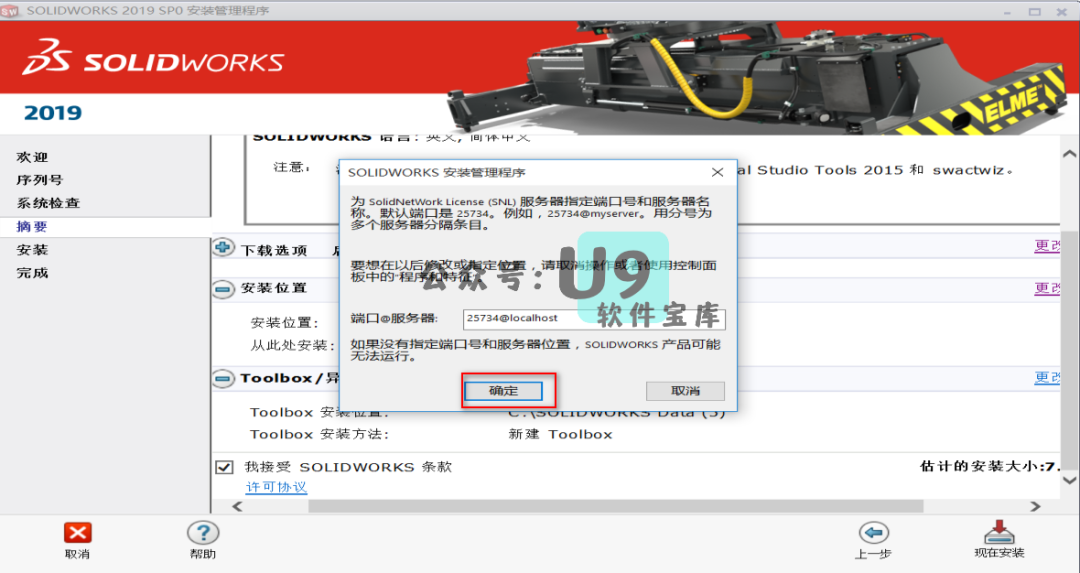 SOLIDWORKS 2019 SP0 安装管理程序
SOLIDWORKS
ELME
2019
欢迎
序列号
系统检查
摘要
安装
完成
SOLIDWORKS 语言: 英文, 简体中文
注意:
al Studio Tools 2015 和 swactwiz。
SOLIDWORKS 安装管理程序
为 SolidNetWork License (SNL) 服务器指定端口号和服务器名
称。默认端口是 25734。例如，25734@myserver。用分号为
多个服务器分隔条目。
要想在以后修改或指定位置，请取消操作或者使用控制面
板中的“程序和特征”
公众号:
U9
软件宝库
端口@服务器:
25734@localhost
如果没有指定端口号和服务器位置，SOLIDWORKS 产品可能
无法运行。
确定
取消
下载选项
更改
安装位置
更改
安装位置:
从此处安装:
Toolbox/异
更改
Toolbox 安装位置:
C:\SOLIDWORKS Data (5)
Toolbox 安装方法:
新建 Toolbox
我接受 SOLIDWORKS 条款
估计的安装大小:7.
许可协议
取消
帮助
上一步
现在安装